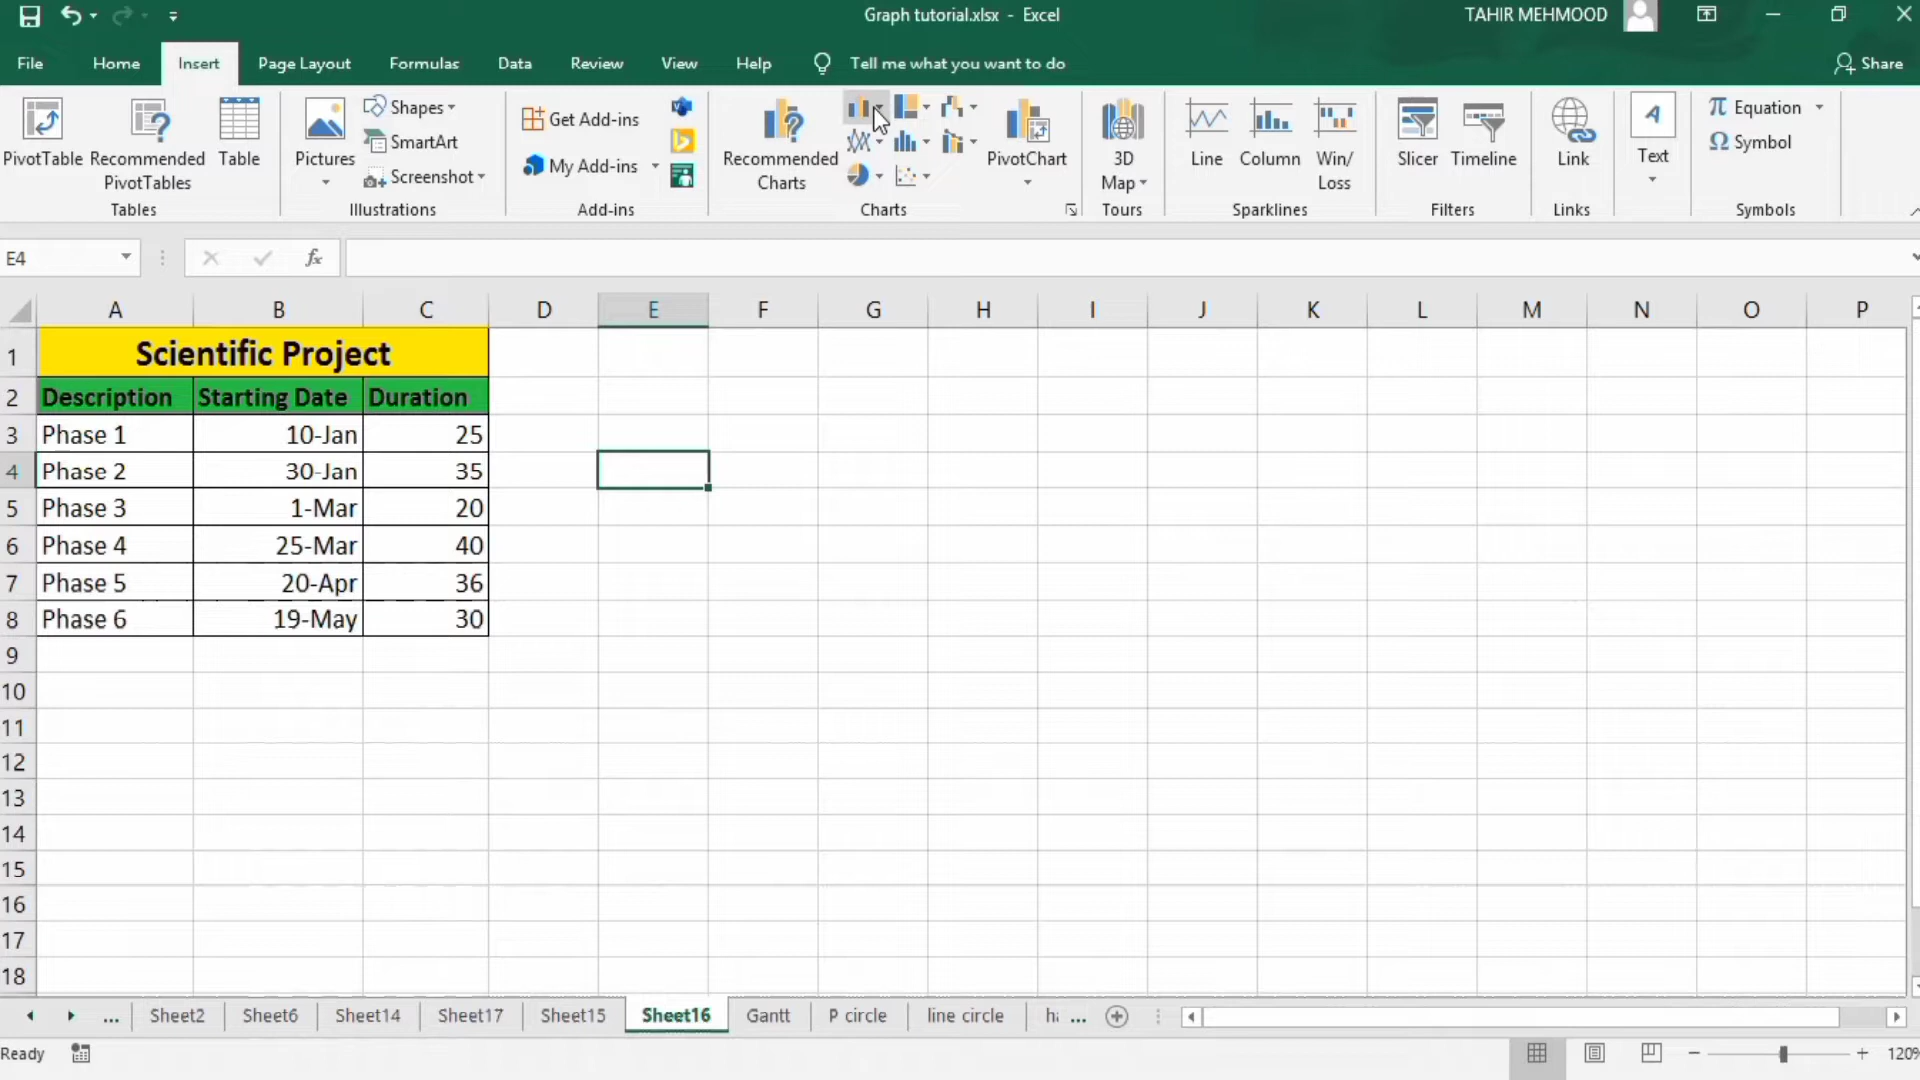 Graph tutorial.xlsx - Excel
TAHIR MEHMOOD
File Home Insert Page Layout Formulas Data Review View Help Tell me what you want to do Share
PivotTable
Recommended PivotTables
Table
Tables
Pictures
Shapes
SmartArt
Screenshot
Illustrations
Get Add-ins
My Add-ins
Add-ins
Recommended Charts
PivotChart
Charts
3D Map
Tours
Line
Column
Win/ Loss
Sparklines
Slicer
Timeline
Filters
Link
Links
A
Text
π Equation
Ω Symbol
Symbols
E4
fx
A B C D E F G H I J K L M N O P
1 Scientific Project
2 Description Starting Date Duration
3 Phase 1 10-Jan 25
4 Phase 2 30-Jan 35
5 Phase 3 1-Mar 20
6 Phase 4 25-Mar 40
7 Phase 5 20-Apr 36
8 Phase 6 19-May 30
9
10
11
12
13
14
15
16
17
18
... Sheet2 Sheet6 Sheet14 Sheet17 Sheet15 Sheet16 Gantt P circle line circle ...
Ready
120%